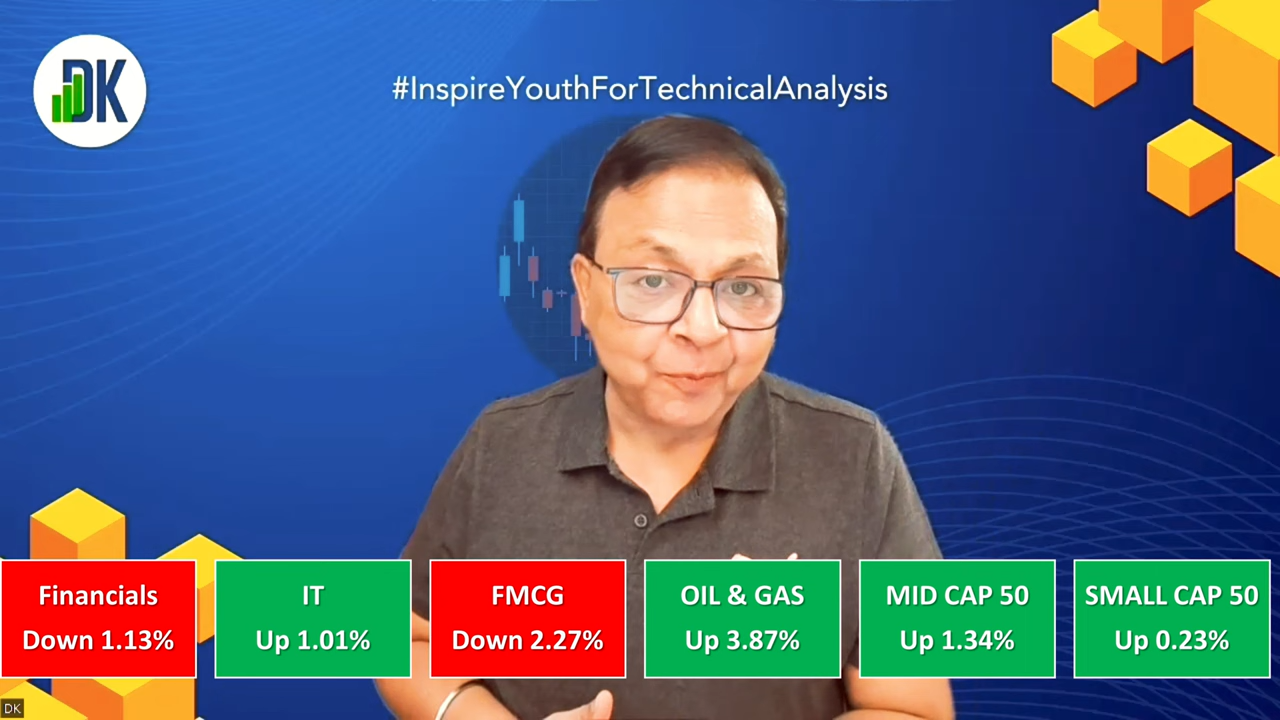 DK
#InspireYouthForTechnicalAnalysis
Financials
Down 1.13%
IT
Up 1.01%
FMCG
Down 2.27%
OIL & GAS
Up 3.87%
MID CAP 50
Up 1.34%
SMALL CAP 50
Up 0.23%
DK